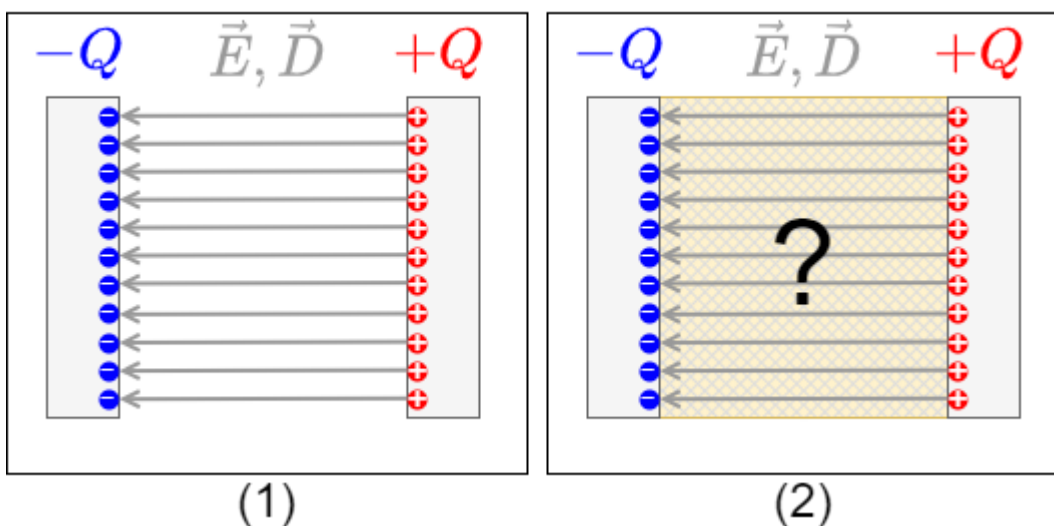 −Q E⃗, D⃗ +Q
−Q E⃗, D⃗ +Q
?
(1)
(2)